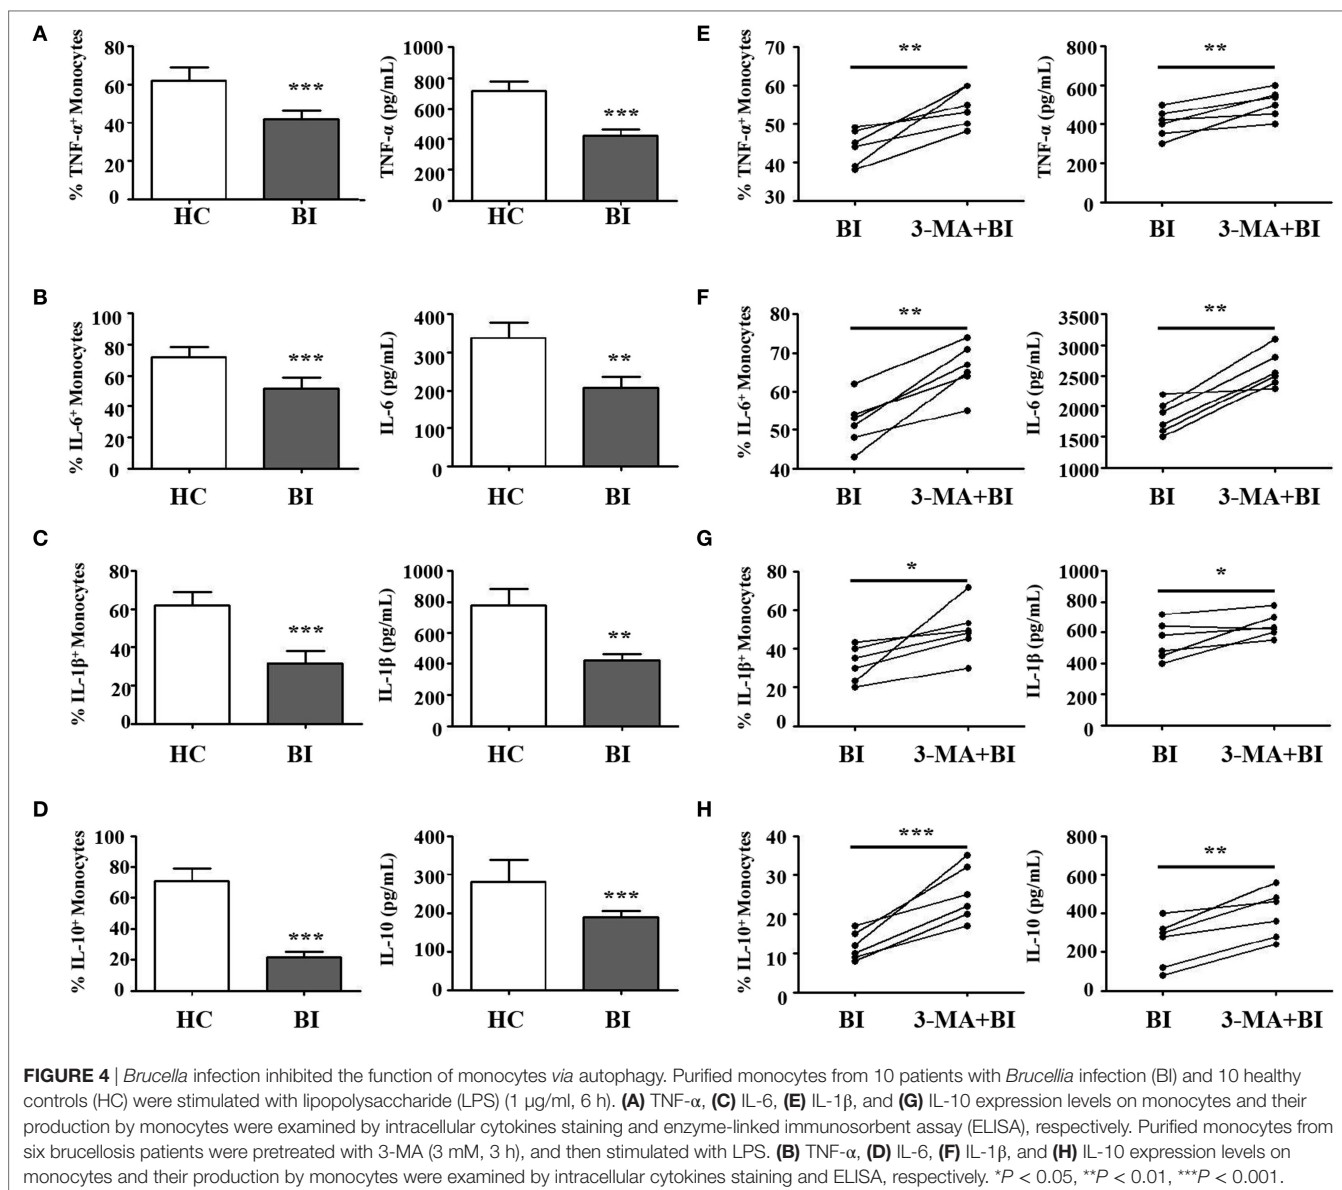 A
% TNF-α⁺ Monocytes
80
60
40
20
0
***
HC
BI
TNF-α (pg/mL)
1000
800
600
400
200
0
***
HC
BI
E
% TNF-α⁺ Monocytes
70
60
50
40
30
**
BI
3-MA+BI
TNF-α (pg/mL)
800
600
400
200
0
**
BI
3-MA+BI
B
% IL-6⁺ Monocytes
100
80
60
40
20
0
***
HC
BI
IL-6 (pg/mL)
400
300
200
100
0
**
HC
BI
F
% IL-6⁺ Monocytes
80
70
60
50
40
**
BI
3-MA+BI
IL-6 (pg/mL)
3500
3000
2500
2000
1500
1000
**
BI
3-MA+BI
C
% IL-1β⁺ Monocytes
80
60
40
20
0
***
HC
BI
IL-1β (pg/mL)
1000
800
600
400
200
0
**
HC
BI
G
% IL-1β⁺ Monocytes
80
60
40
20
0
*
BI
3-MA+BI
IL-1β (pg/mL)
1000
800
600
400
200
0
*
BI
3-MA+BI
D
% IL-10⁺ Monocytes
100
80
60
40
20
0
***
HC
BI
IL-10 (pg/mL)
400
300
200
100
0
***
HC
BI
H
% IL-10⁺ Monocytes
40
30
20
10
0
***
BI
3-MA+BI
IL-10 (pg/mL)
800
600
400
200
0
**
BI
3-MA+BI
FIGURE 4 | Brucella infection inhibited the function of monocytes via autophagy. Purified monocytes from 10 patients with Brucellia infection (BI) and 10 healthy
controls (HC) were stimulated with lipopolysaccharide (LPS) (1 µg/ml, 6 h). (A) TNF-α, (C) IL-6, (E) IL-1β, and (G) IL-10 expression levels on monocytes and their
production by monocytes were examined by intracellular cytokines staining and enzyme-linked immunosorbent assay (ELISA), respectively. Purified monocytes from
six brucellosis patients were pretreated with 3-MA (3 mM, 3 h), and then stimulated with LPS. (B) TNF-α, (D) IL-6, (F) IL-1β, and (H) IL-10 expression levels on
monocytes and their production by monocytes were examined by intracellular cytokines staining and ELISA, respectively. *P < 0.05, **P < 0.01, ***P < 0.001.